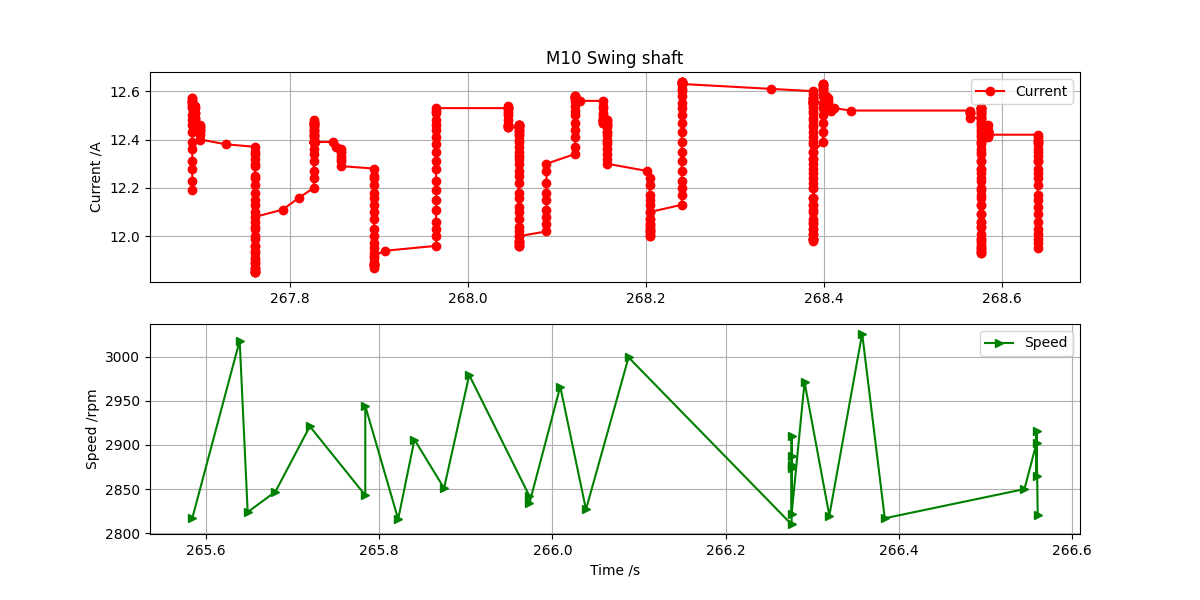 M10 Swing shaft
Current /A
12.6
12.4
12.2
12.0
Current
267.8 268.0 268.2 268.4 268.6
Speed /rpm
3000
2950
2900
2850
2800
Speed
265.6 265.8 266.0 266.2 266.4 266.6
Time /s